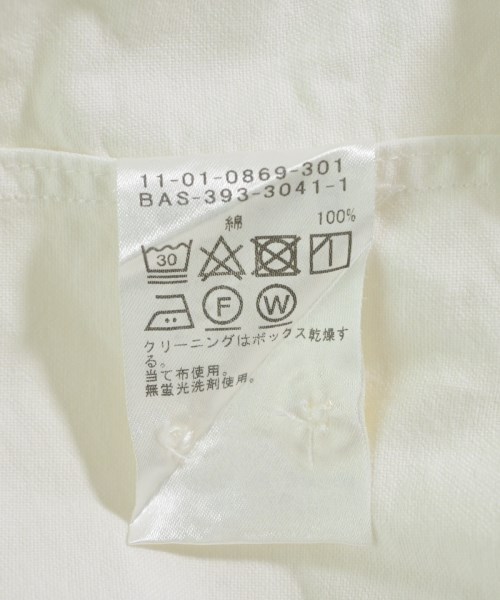 11-01-0869-301
BAS-393-3041-1
綿 100%
30
F W
クリーニングはボックス乾燥す
る。
当て布使用。
無蛍光洗剤使用。